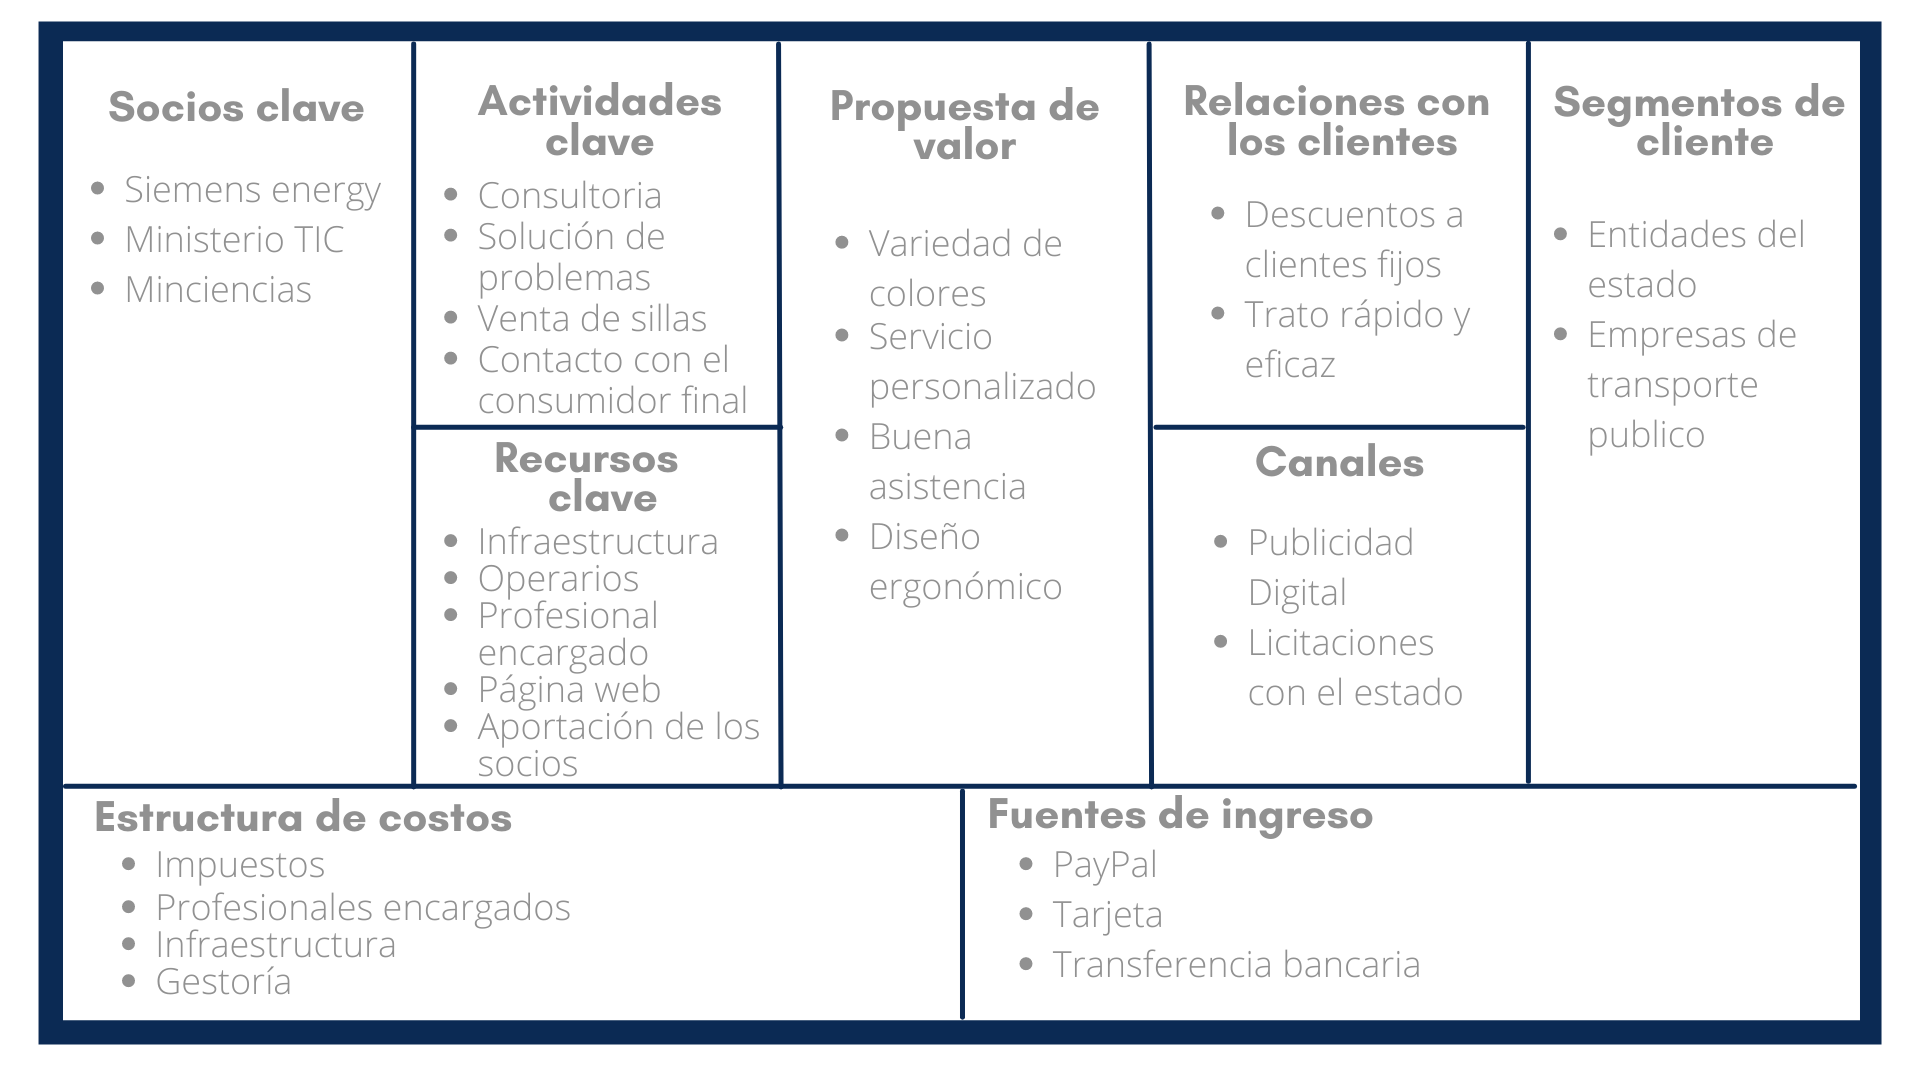 Socios clave
Siemens energy
Ministerio TIC
Minciencias
Actividades
clave
Consultoria
Solución de
problemas
Venta de sillas
Contacto con el
consumidor final
Recursos
clave
Infraestructura
Operarios
Profesional
encargado
Página web
Aportación de los
socios
Propuesta de
valor
Variedad de
colores
Servicio
personalizado
Buena
asistencia
Diseño
ergonómico
Relaciones con
los clientes
Descuentos a
clientes fijos
Trato rápido y
eficaz
Canales
Publicidad
Digital
Licitaciones
con el estado
Segmentos de
cliente
Entidades del
estado
Empresas de
transporte
publico
Estructura de costos
Impuestos
Profesionales encargados
Infraestructura
Gestoría
Fuentes de ingreso
PayPal
Tarjeta
Transferencia bancaria